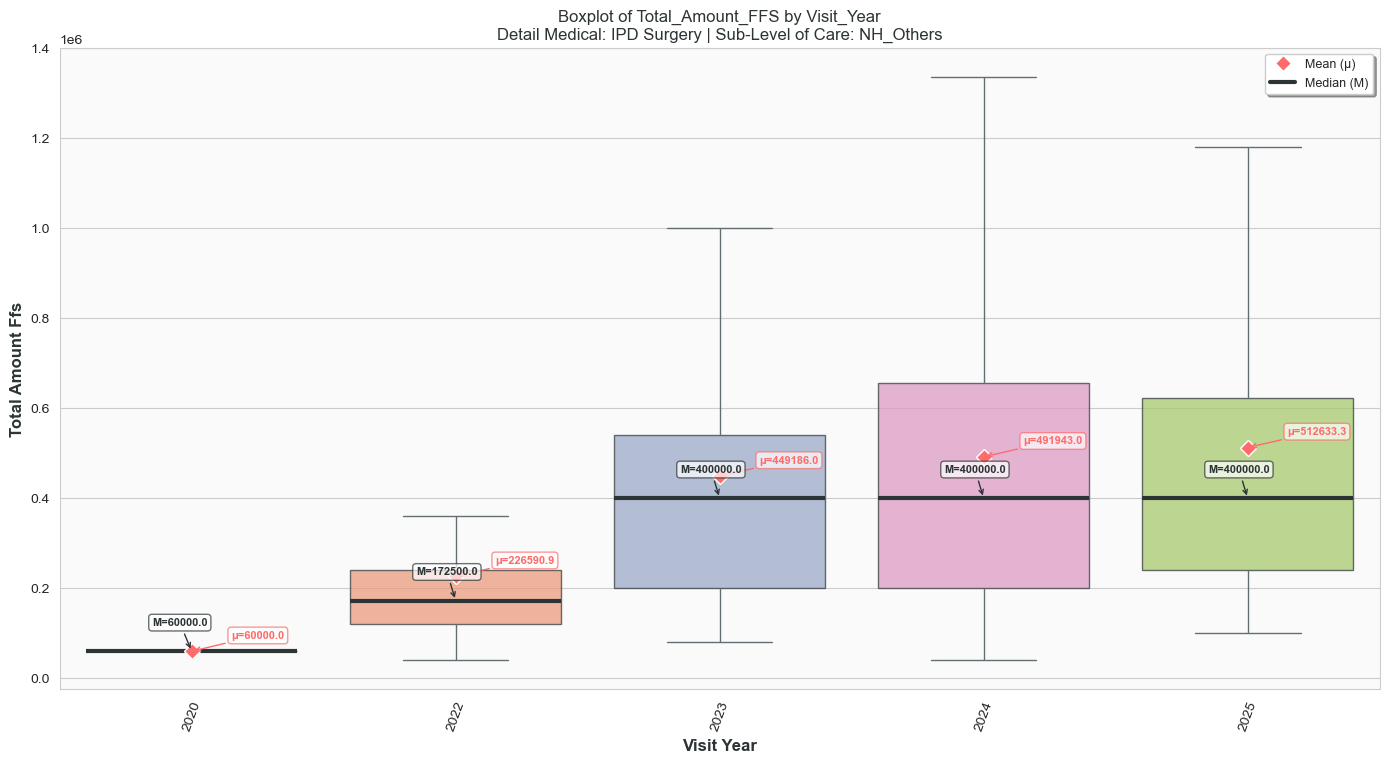 Boxplot of Total_Amount_FFS by Visit_Year
Detail Medical: IPD Surgery | Sub-Level of Care: NH_Others
1e6
1.4
1.2
1.0
0.8
0.6
0.4
0.2
0.0
Total Amount Ffs
Mean (μ)
Median (M)
M=60000.0
μ=60000.0
M=172500.0
μ=226590.9
M=400000.0
μ=449186.0
M=400000.0
μ=491943.0
M=400000.0
μ=512633.3
2020
2022
2023
2024
2025
Visit Year